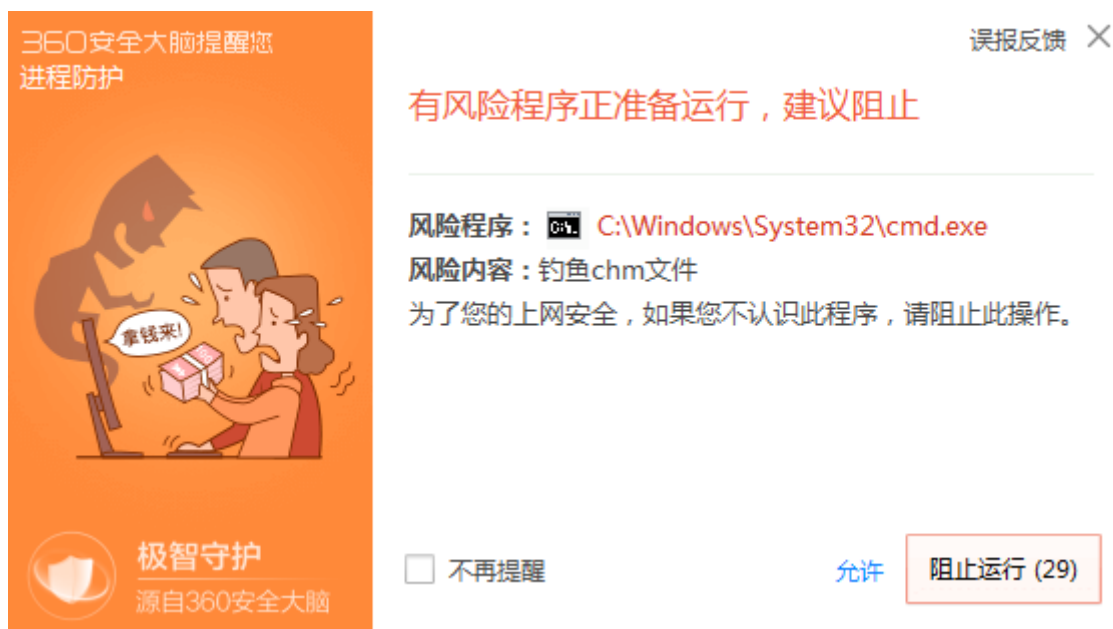 360安全大脑提醒您
进程防护
误报反馈
有风险程序正准备运行，建议阻止
风险程序： C:\Windows\System32\cmd.exe
风险内容：钓鱼chm文件
为了您的上网安全，如果您不认识此程序，请阻止此操作。
拿钱来!
100
极智守护
源自360安全大脑
不再提醒
允许
阻止运行 (29)